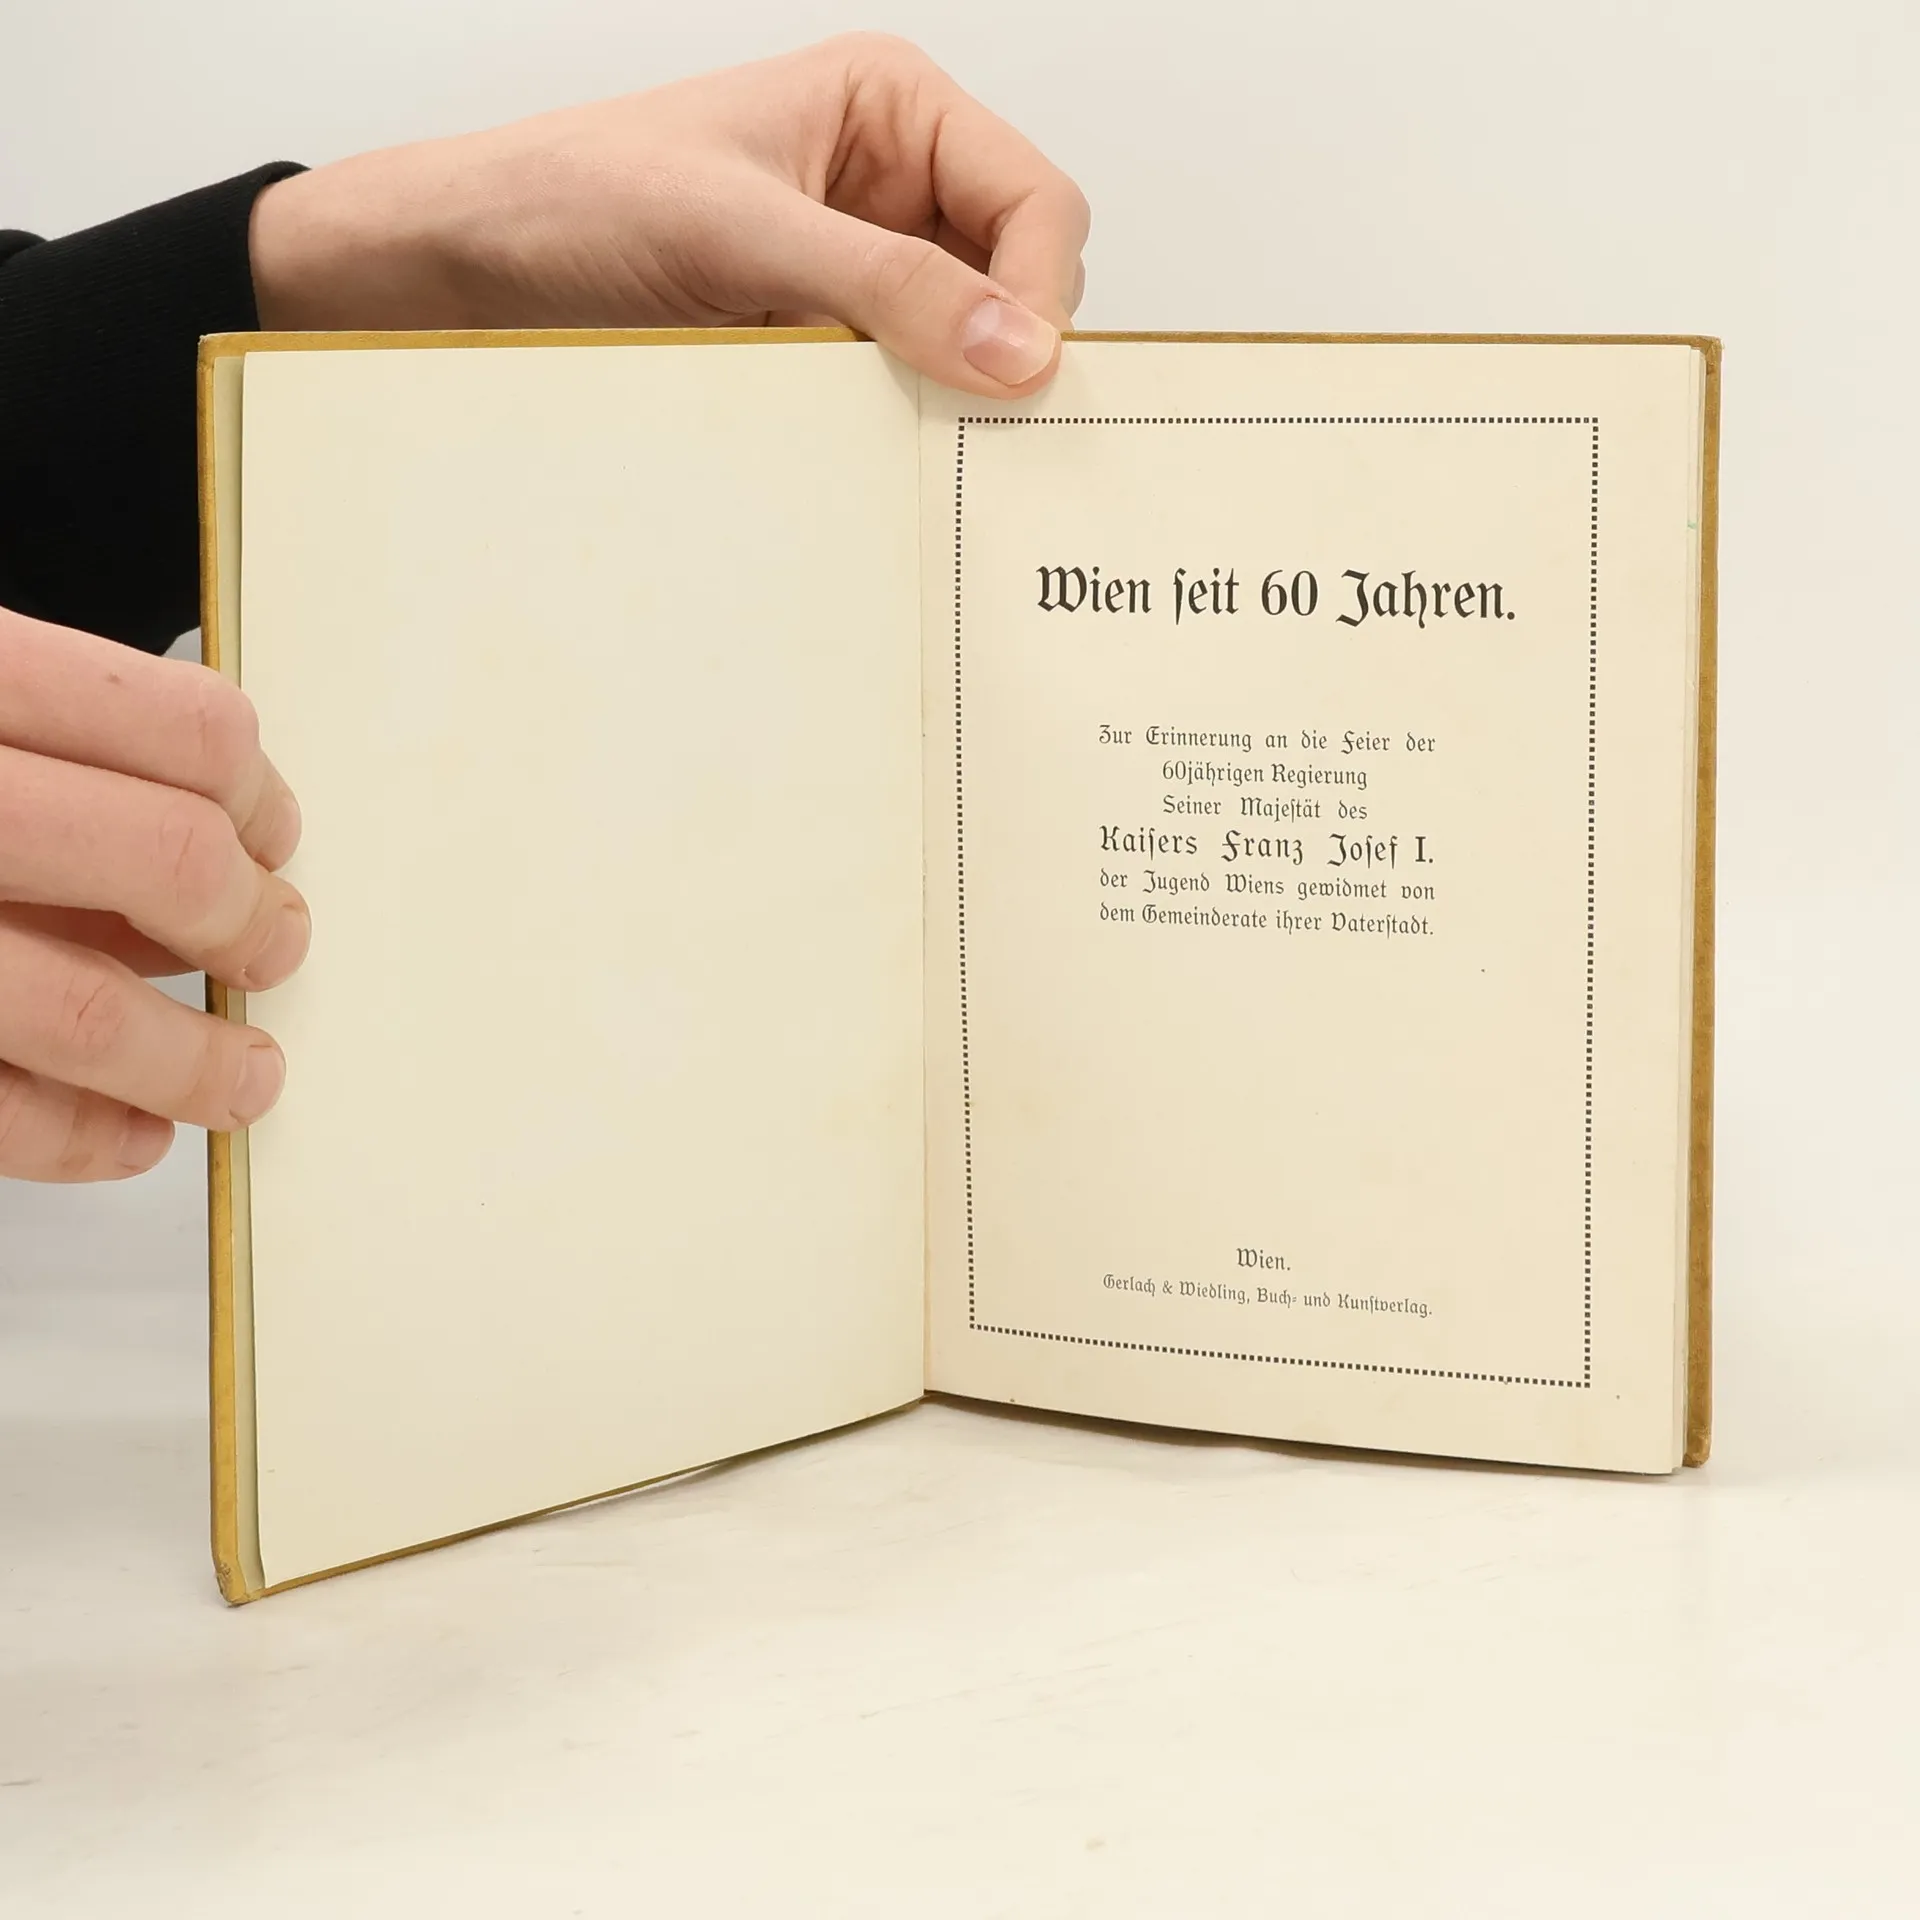 Wien ſeit 60 Jahren.
Zur Erinnerung an die Feier der
60jährigen Regierung
Seiner Majeſtät des
Kaiſers Franz Joſef I.
der Jugend Wiens gewidmet von
dem Gemeinderate ihrer Vaterſtadt.
Wien.
Gerlach & Wiedling, Buch- und Kunſtverlag.